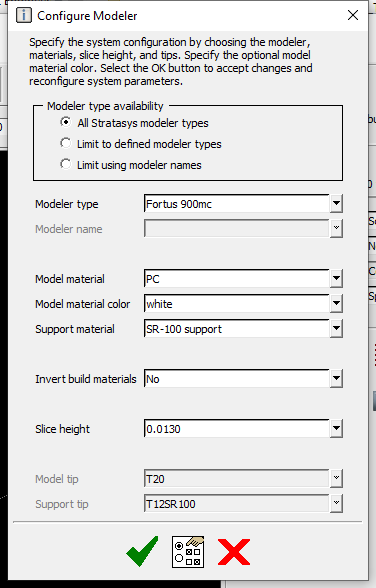 Configure Modeler
Specify the system configuration by choosing the modeler,
materials, slice height, and tips. Specify the optional model
material color. Select the OK button to accept changes and
reconfigure system parameters.
Modeler type availability
All Stratasys modeler types
Limit to defined modeler types
Limit using modeler names
Modeler type Fortus 900mc
Modeler name
Model material PC
Model material color white
Support material SR-100 support
Invert build materials No
Slice height 0.0130
Model tip T20
Support tip T12SR100